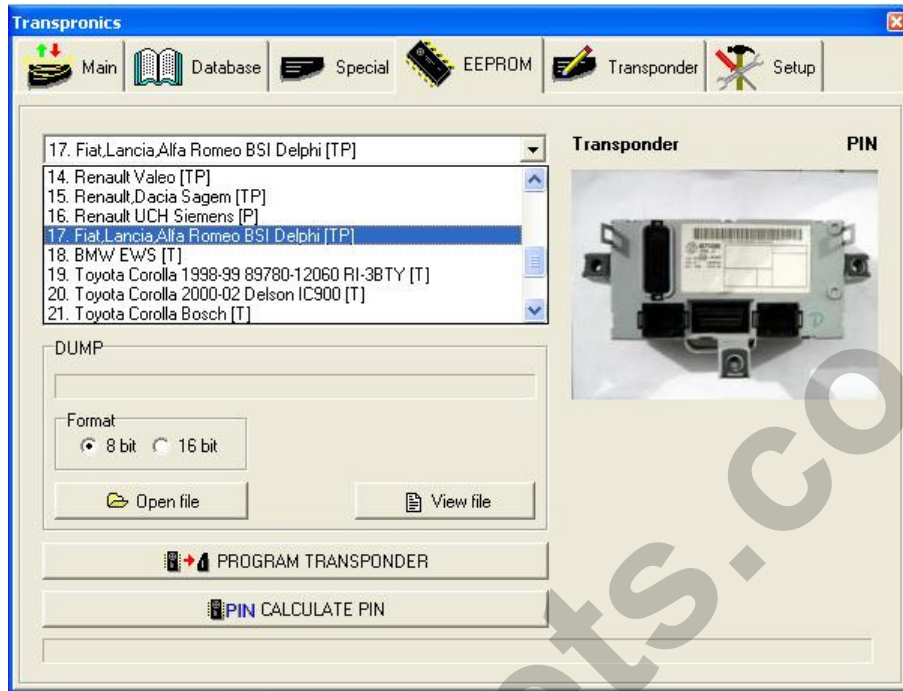 Transpronics
Main
Database
Special
EEPROM
Transponder
Setup
17. Fiat,Lancia,Alfa Romeo BSI Delphi [TP]
14. Renault Valeo [TP]
15. Renault,Dacia Sagem [TP]
16. Renault UCH Siemens [P]
17. Fiat,Lancia,Alfa Romeo BSI Delphi [TP]
18. BMW EWS [T]
19. Toyota Corolla 1998-99 89780-12060 RI-3BTY [T]
20. Toyota Corolla 2000-02 Delson IC900 [T]
21. Toyota Corolla Bosch [T]
Transponder PIN
DUMP
Format
8 bit 16 bit
Open file View file
PROGRAM TRANSPONDER
PIN CALCULATE PIN
ts.co